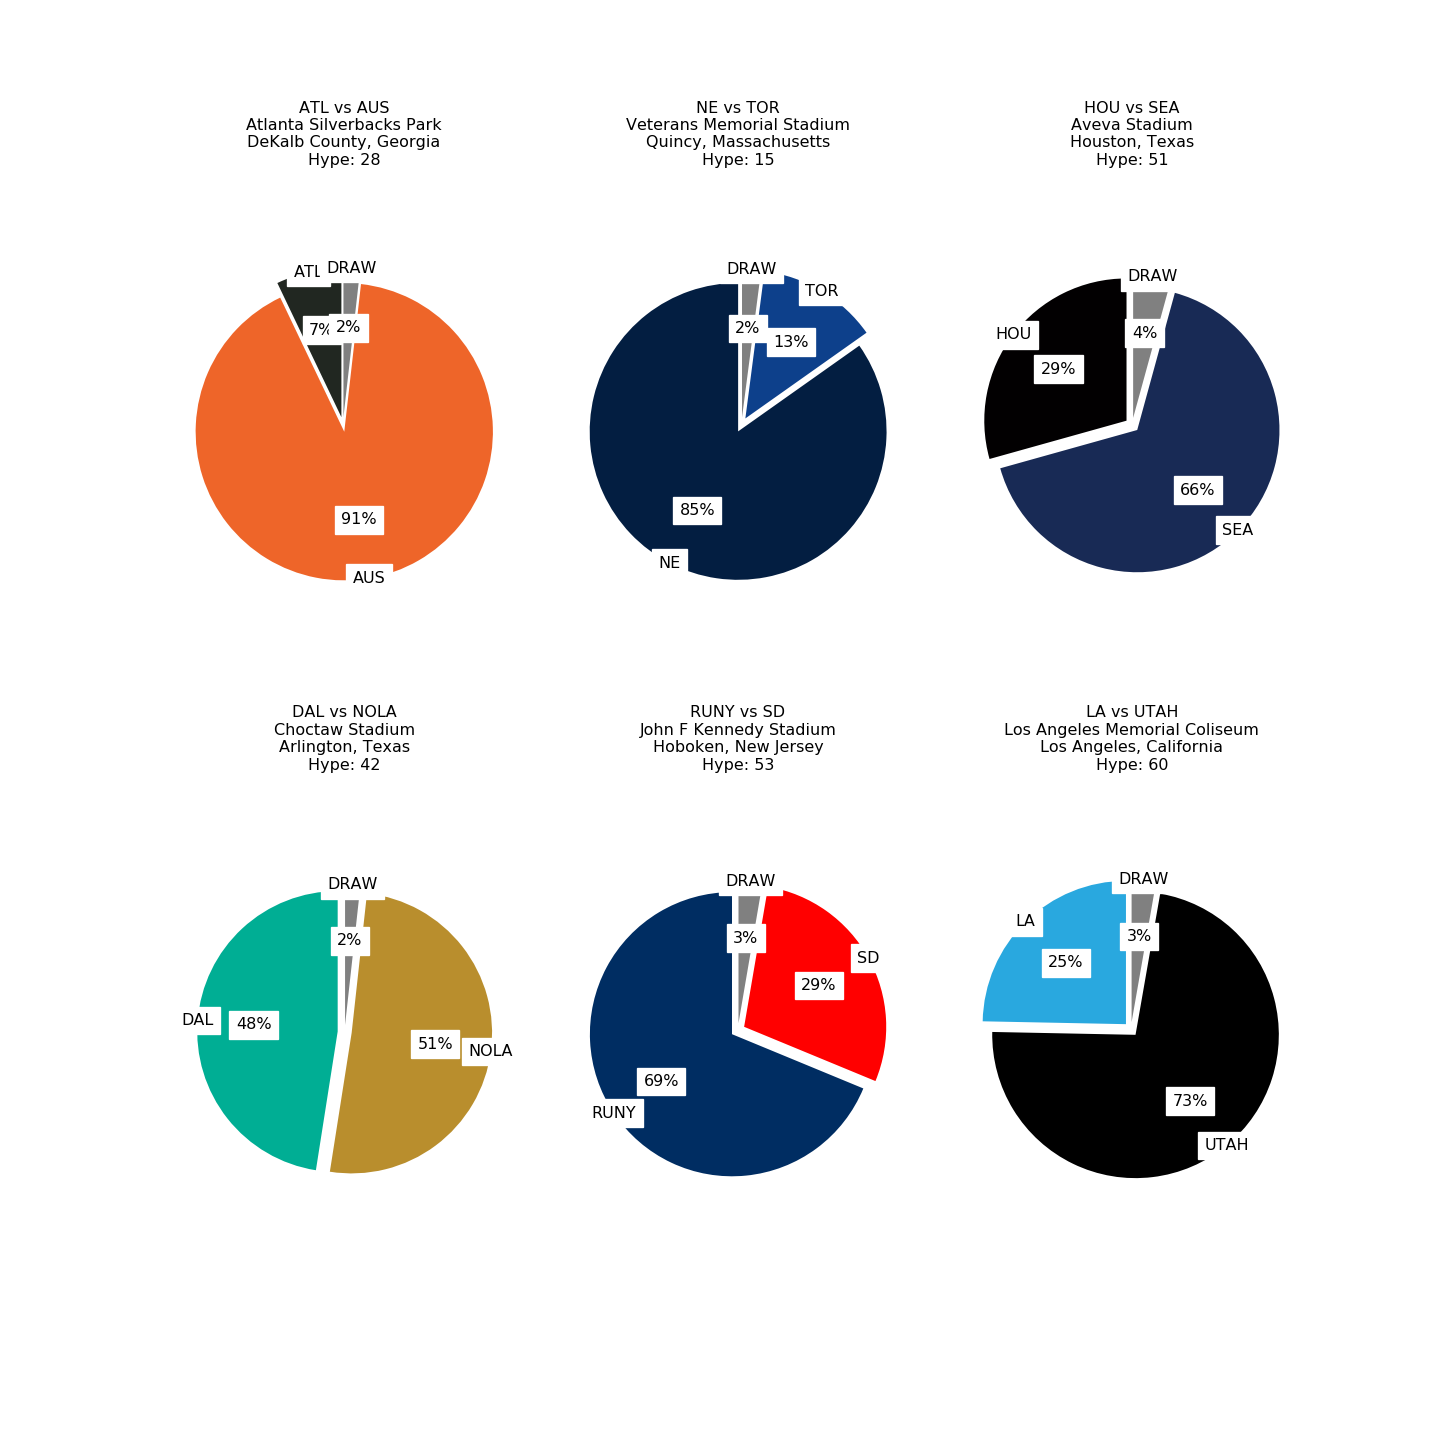 ATL vs AUS
Atlanta Silverbacks Park
DeKalb County, Georgia
Hype: 28
ATL
DRAW
7%
2%
91%
AUS
NE vs TOR
Veterans Memorial Stadium
Quincy, Massachusetts
Hype: 15
DRAW
TOR
2%
13%
85%
NE
HOU vs SEA
Aveva Stadium
Houston, Texas
Hype: 51
DRAW
HOU
4%
29%
66%
SEA
DAL vs NOLA
Choctaw Stadium
Arlington, Texas
Hype: 42
DRAW
2%
DAL
48%
51%
NOLA
RUNY vs SD
John F Kennedy Stadium
Hoboken, New Jersey
Hype: 53
DRAW
3%
SD
29%
69%
RUNY
LA vs UTAH
Los Angeles Memorial Coliseum
Los Angeles, California
Hype: 60
DRAW
LA
3%
25%
73%
UTAH